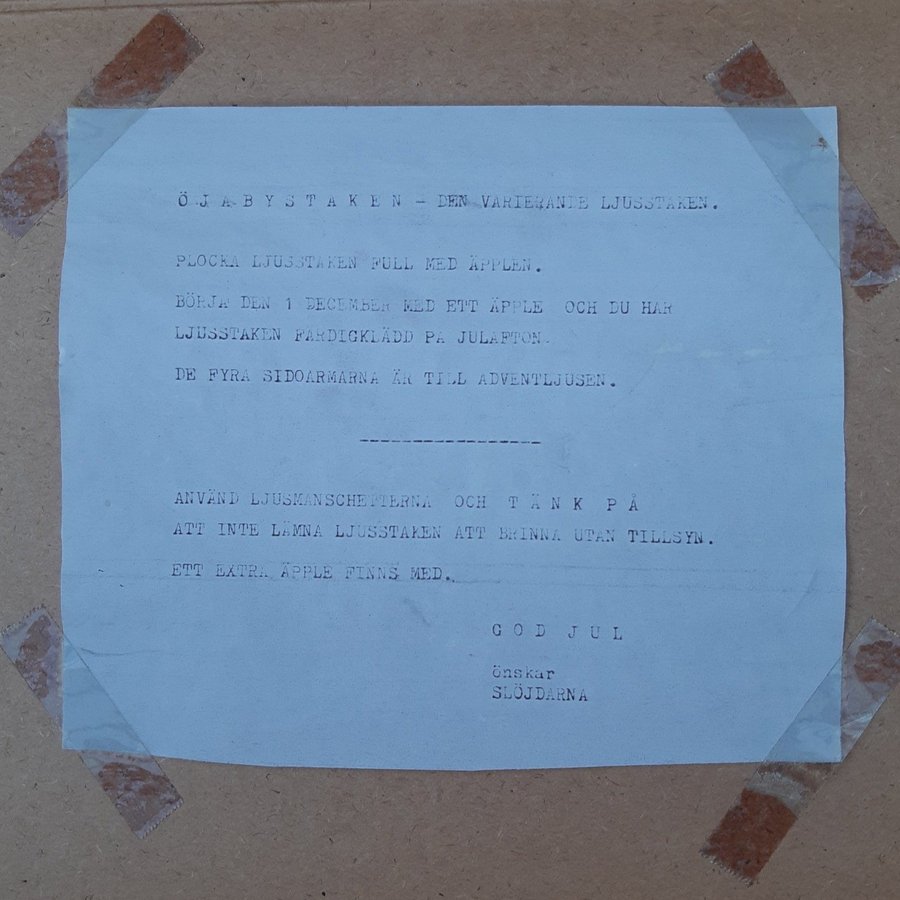 Ö J A B Y S T A K E N - DEN VARIERANDE LJUSSTAKEN.
PLOCKA LJUSSTAKEN FULL MED ÄPPLEN.
BÖRJA DEN 1 DECEMBER MED ETT ÄPPLE OCH DU HAR
LJUSSTAKEN FÄRDIGKLÄDD PÅ JULAFTON.
DE FYRA SIDOARMARNA ÄR TILL ADVENTLJUSEN.
-----------------
ANVÄND LJUSMANSCHETTERNA OCH T Ä N K P Å
ATT INTE LÄMNA LJUSSTAKEN ATT BRINNA UTAN TILLSYN.
ETT EXTRA ÄPPLE FINNS MED.
G O D J U L
önskar
SLÖJDARNA